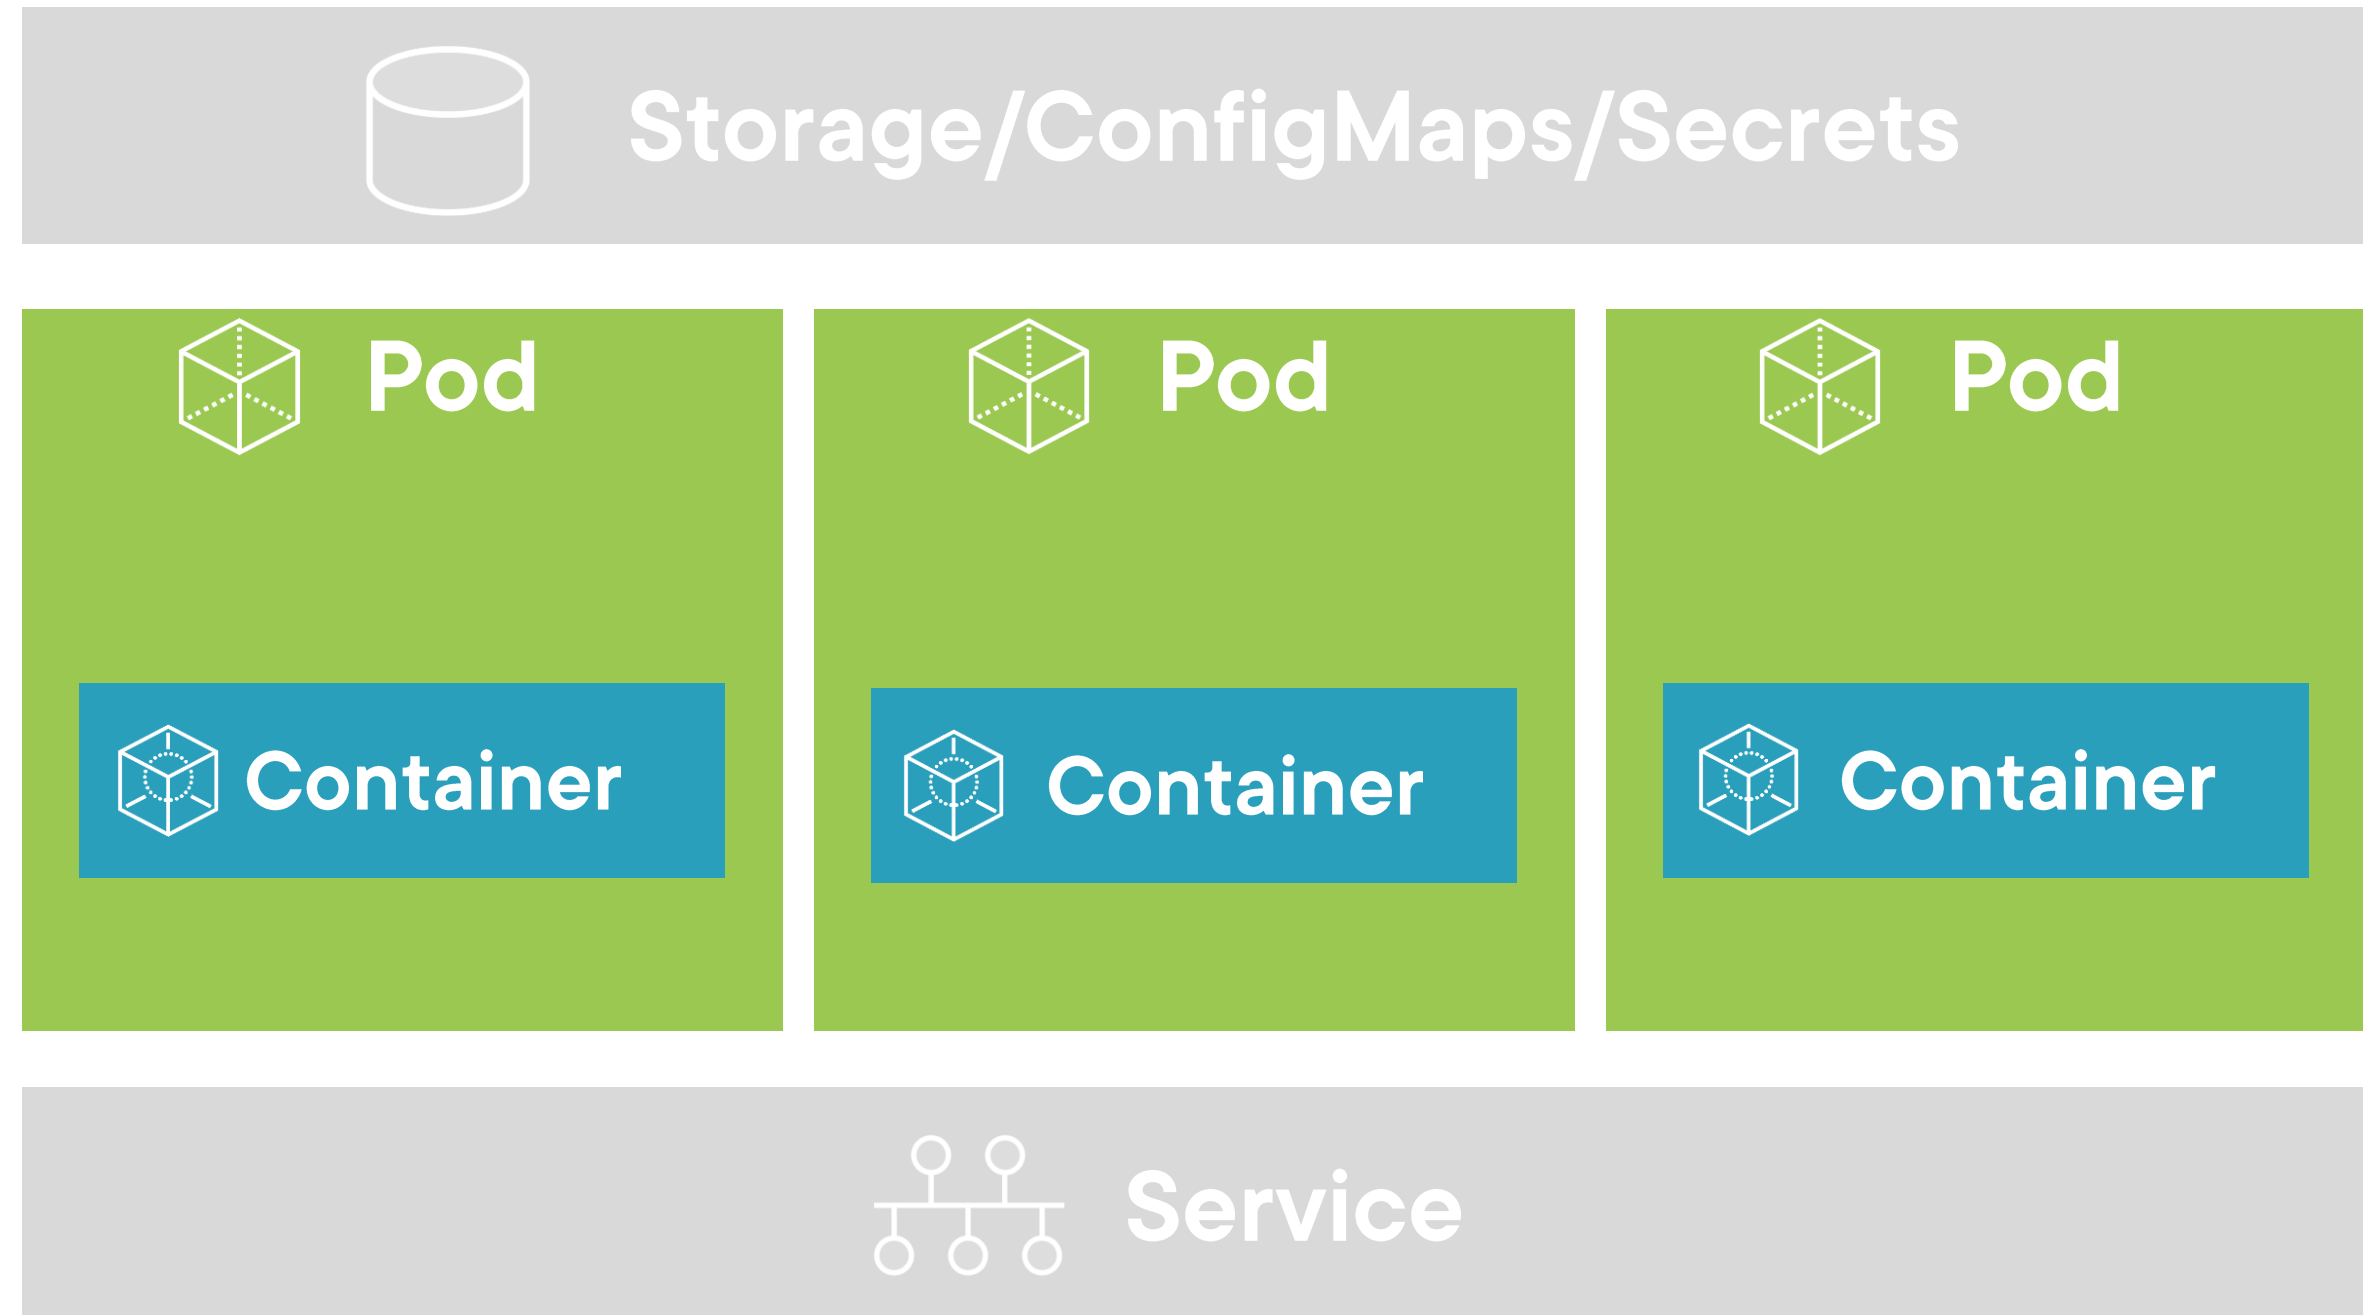 Storage/ConfigMaps/Secrets
Pod
Pod
Pod
Container
Container
Container
Service